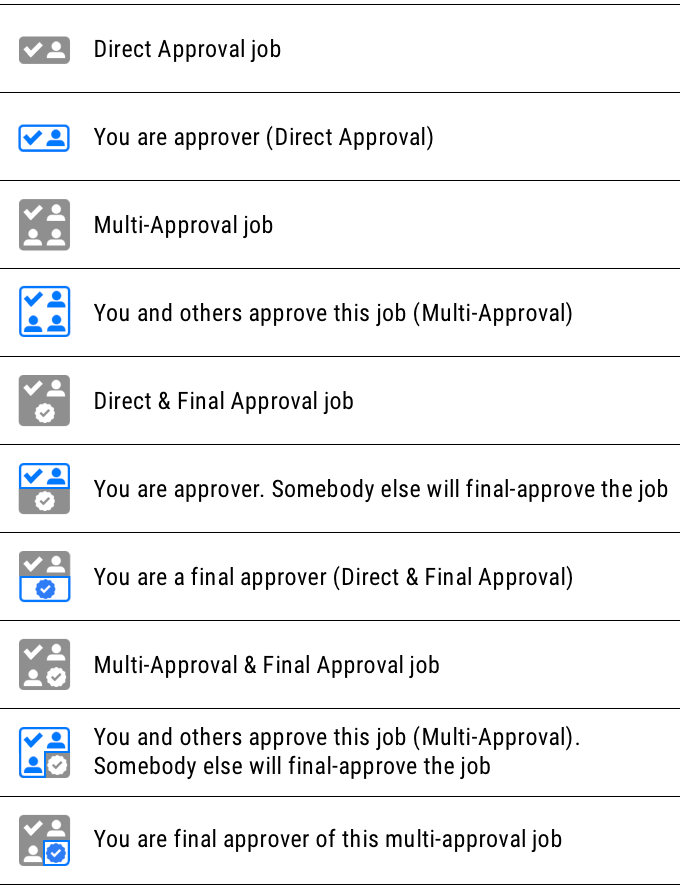 Direct Approval job
You are approver (Direct Approval)
Multi-Approval job
You and others approve this job (Multi-Approval)
Direct & Final Approval job
You are approver. Somebody else will final-approve the job
You are a final approver (Direct & Final Approval)
Multi-Approval & Final Approval job
You and others approve this job (Multi-Approval).
Somebody else will final-approve the job
You are final approver of this multi-approval job